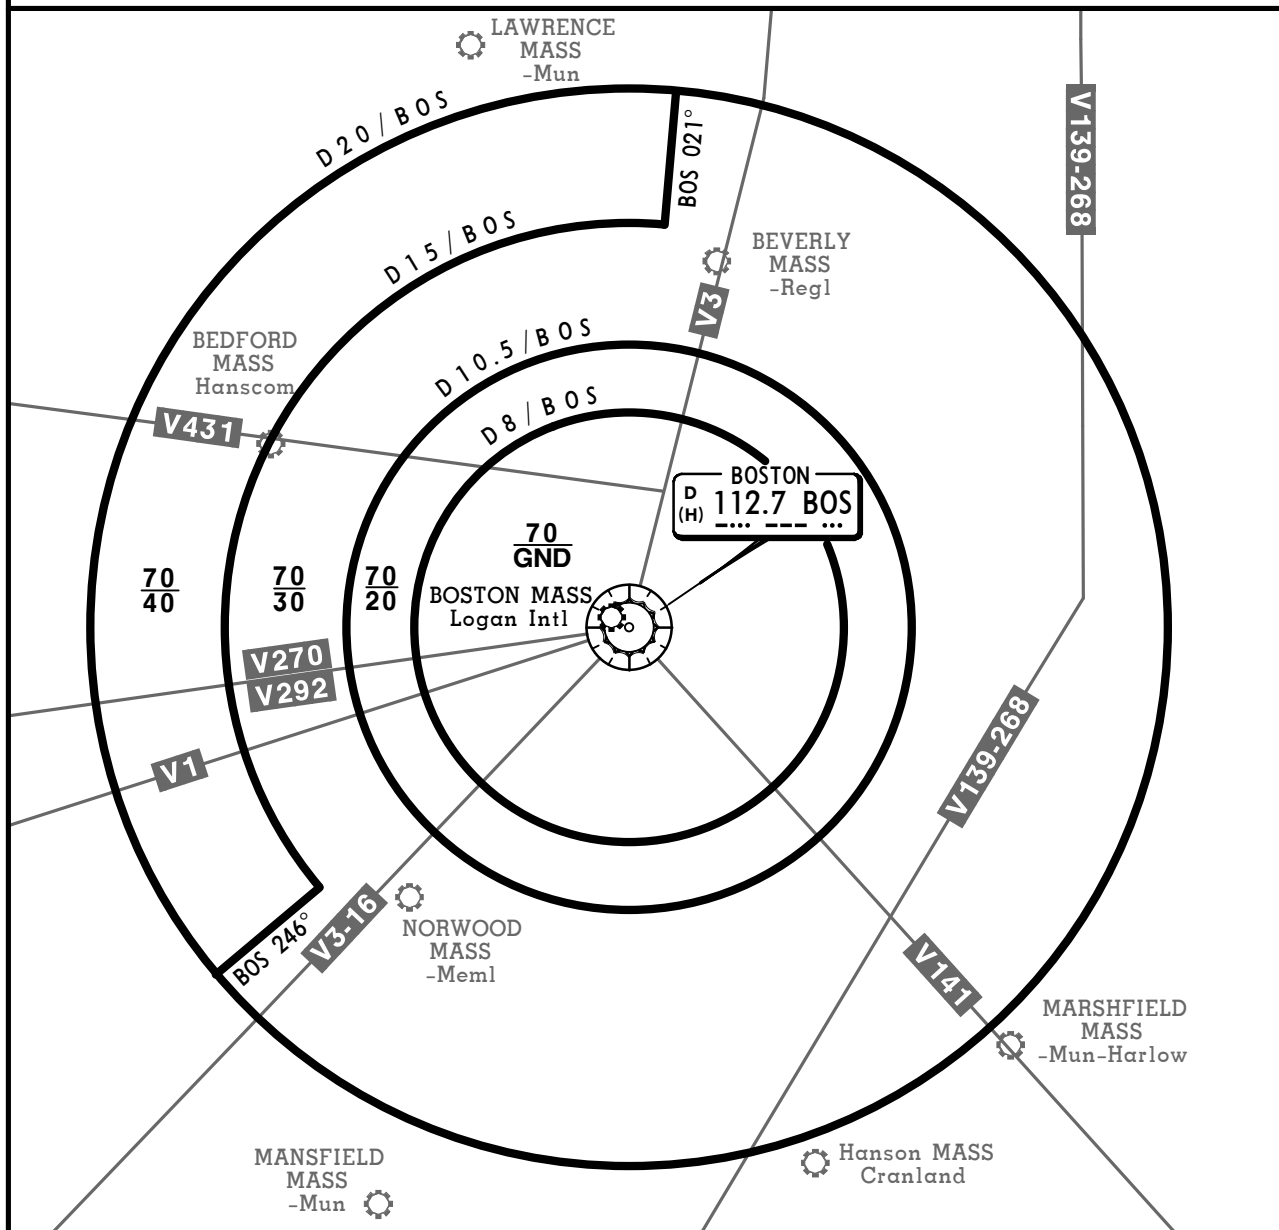 LAWRENCE
MASS
-Mun
D20/BOS
BOS 021°
V139-268
D15/BOS
BEVERLY
MASS
-Regl
V3
BEDFORD
MASS
Hanscom
D10.5/BOS
V431
D8/BOS
BOSTON
D
(H)
112.7 BOS
70
GND
70
40
70
30
70
20
BOSTON MASS
Logan Intl
V270
V292
V1
V139-268
V3-16
BOS 246°
NORWOOD
MASS
-Meml
V141
MARSHFIELD
MASS
-Mun-Harlow
MANSFIELD
MASS
-Mun
Hanson MASS
Cranland